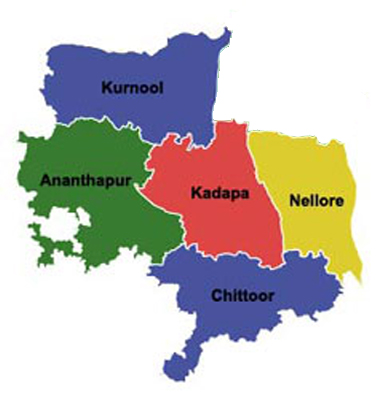 Kurnool
Ananthapur
Kadapa
Nellore
Chittoor